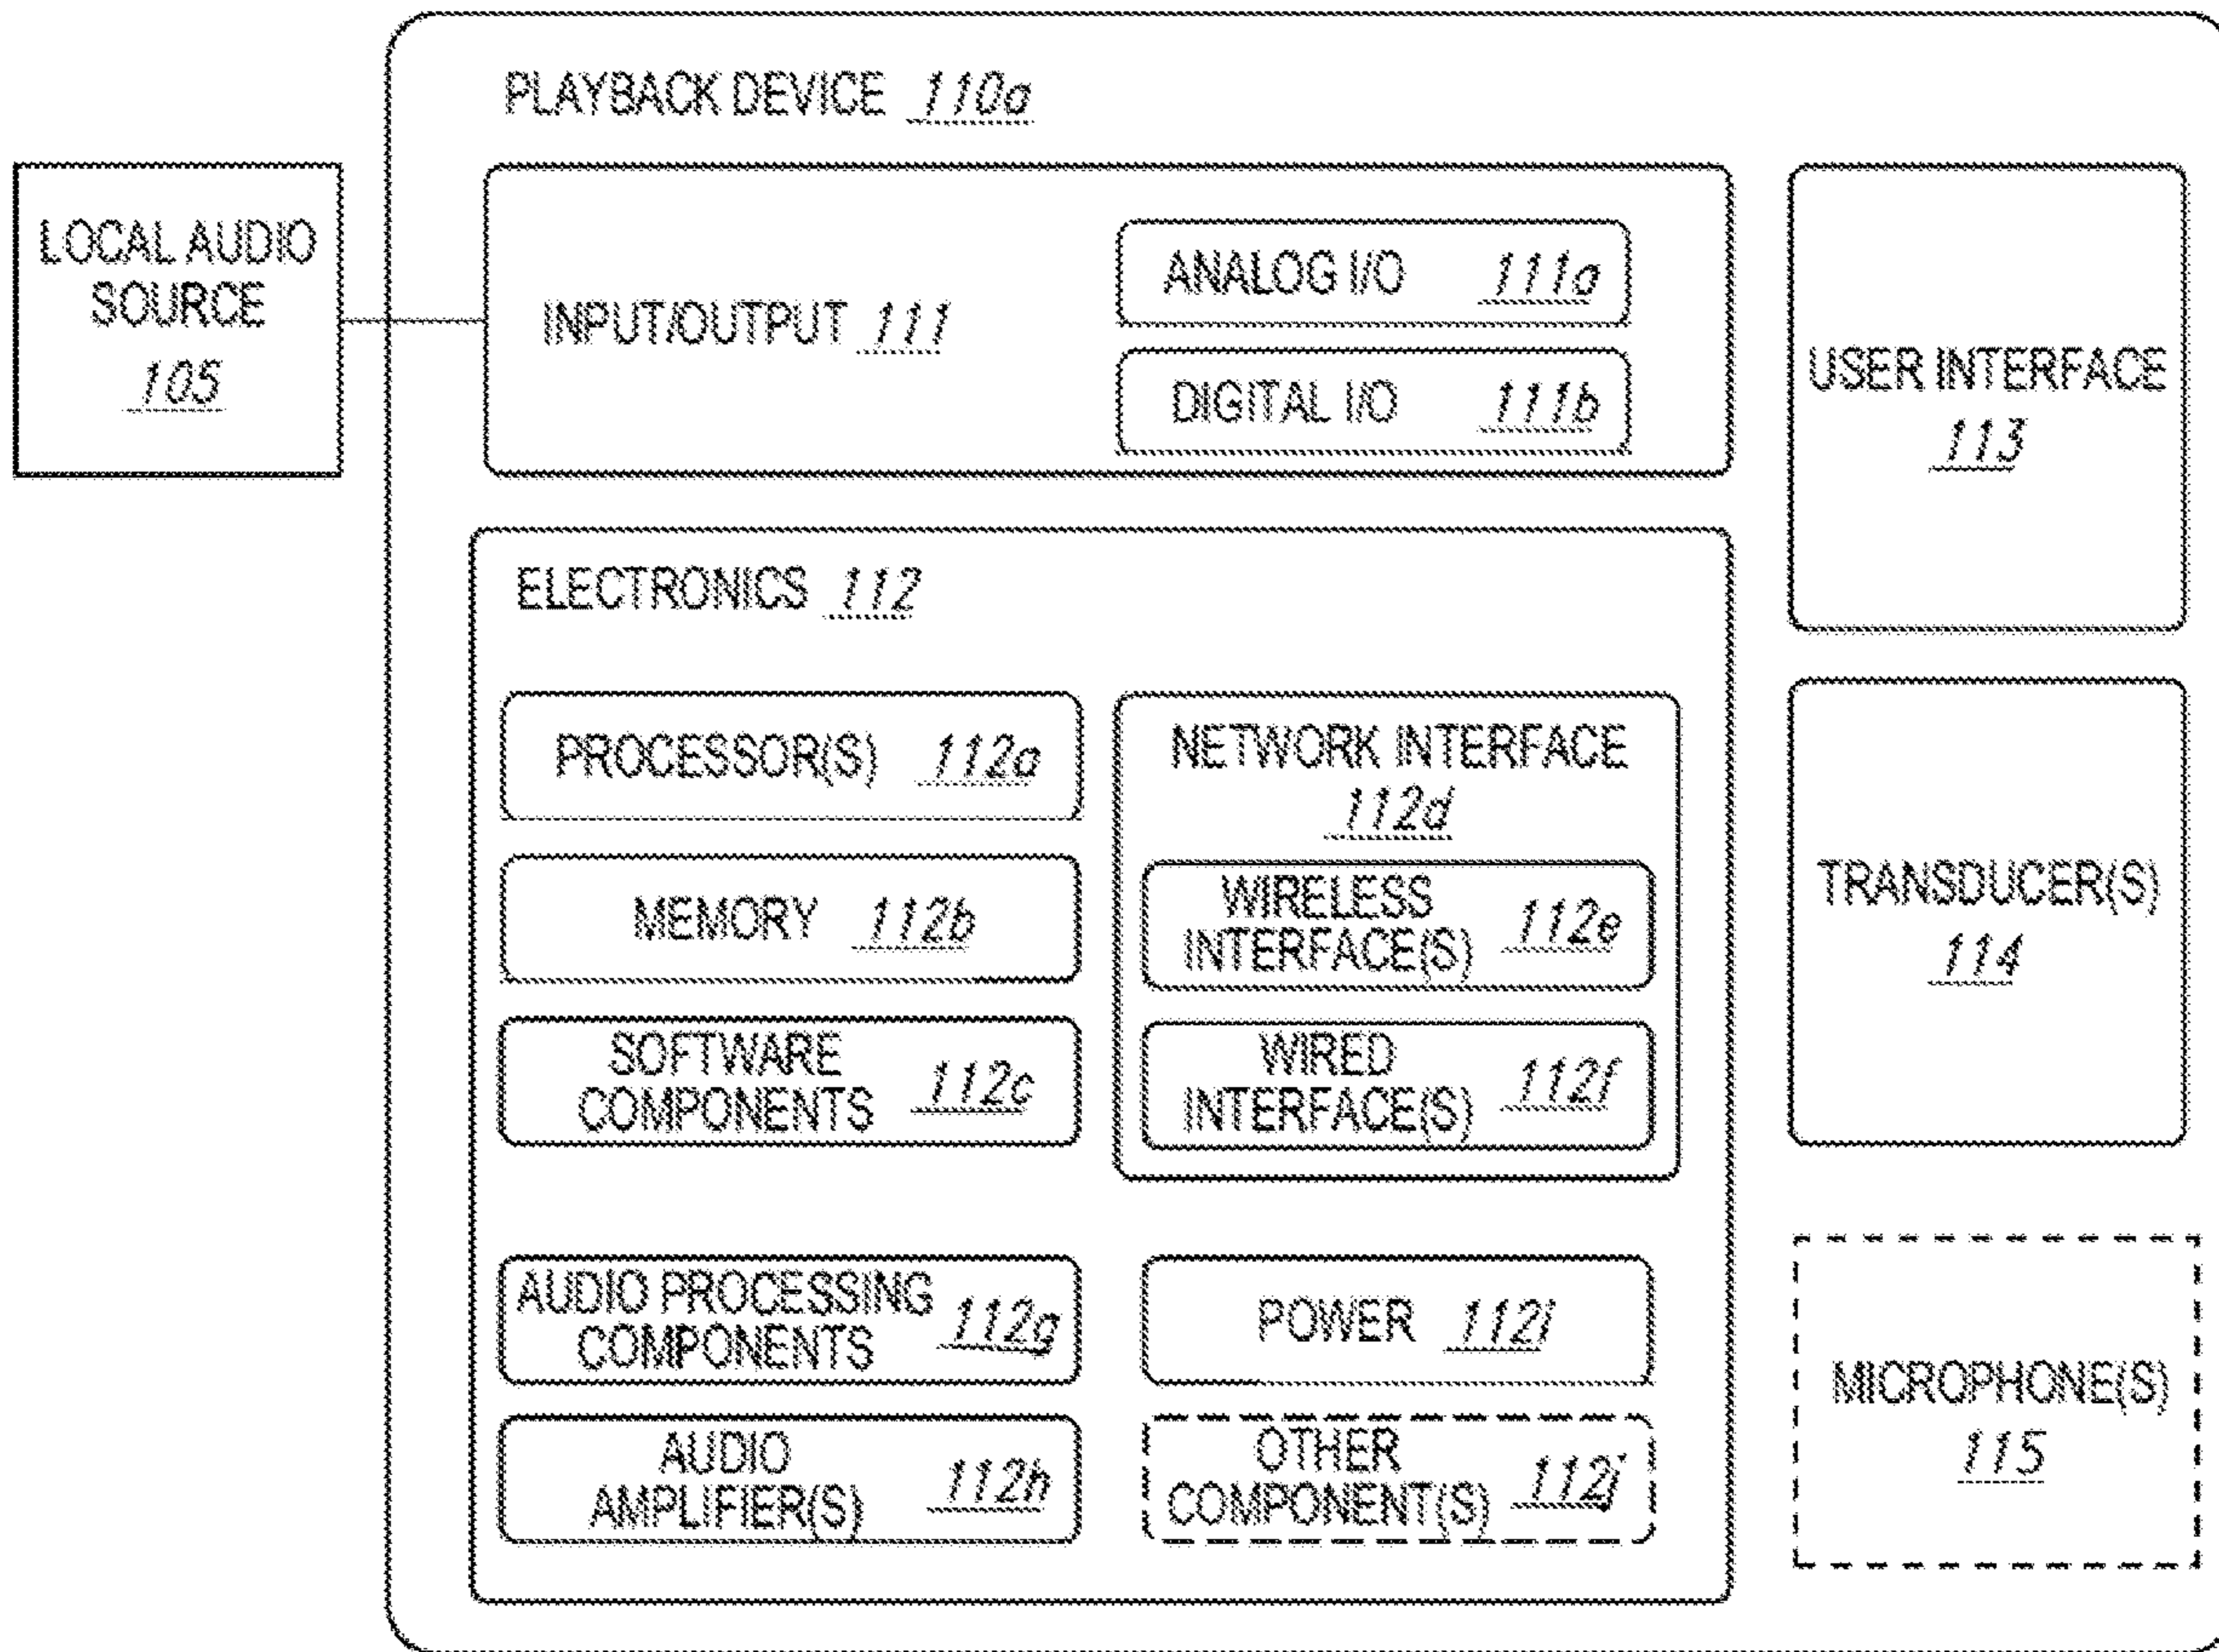 PLAYBACK DEVICE 110a
LOCAL AUDIO
SOURCE
105
INPUT/OUTPUT 111
ANALOG I/O 111a
DIGITAL I/O 111b
USER INTERFACE
113
ELECTRONICS 112
PROCESSOR(S) 112a
MEMORY 112b
SOFTWARE
COMPONENTS 112c
NETWORK INTERFACE
112d
WIRELESS
INTERFACE(S) 112e
WIRED
INTERFACE(S) 112f
TRANSDUCER(S)
114
AUDIO PROCESSING
COMPONENTS 112g
AUDIO
AMPLIFIER(S) 112h
POWER 112i
OTHER
COMPONENT(S) 112j
MICROPHONE(S)
115